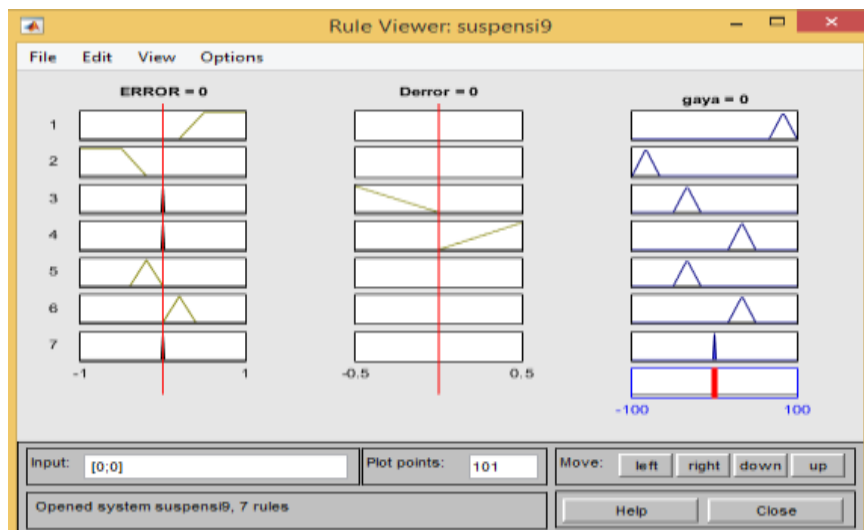 Rule Viewer: suspensi9
File Edit View Options
ERROR = 0 Derror = 0 gaya = 0
1
2
3
4
5
6
7
-1 1 -0.5 0.5
-100 100
Input: [0;0] Plot points: 101 Move: left right down up
Opened system suspensi9, 7 rules Help Close